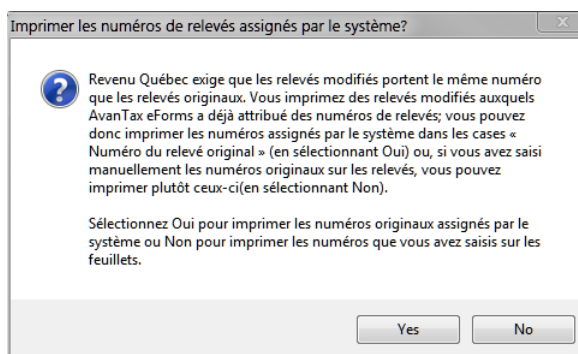 Imprimer les numéros de relevés assignés par le système?
Revenu Québec exige que les relevés modifiés portent le même numéro
que les relevés originaux. Vous imprimez des relevés modifiés auxquels
AvanTax eForms a déjà attribué des numéros de relevés; vous pouvez
donc imprimer les numéros assignés par le système dans les cases «
Numéro du relevé original » (en sélectionnant Oui) ou, si vous avez saisi
manuellement les numéros originaux sur les relevés, vous pouvez
imprimer plutôt ceux-ci(en sélectionnant Non).
Sélectionnez Oui pour imprimer les numéros originaux assignés par le
système ou Non pour imprimer les numéros que vous avez saisis sur les
feuillets.
Yes No